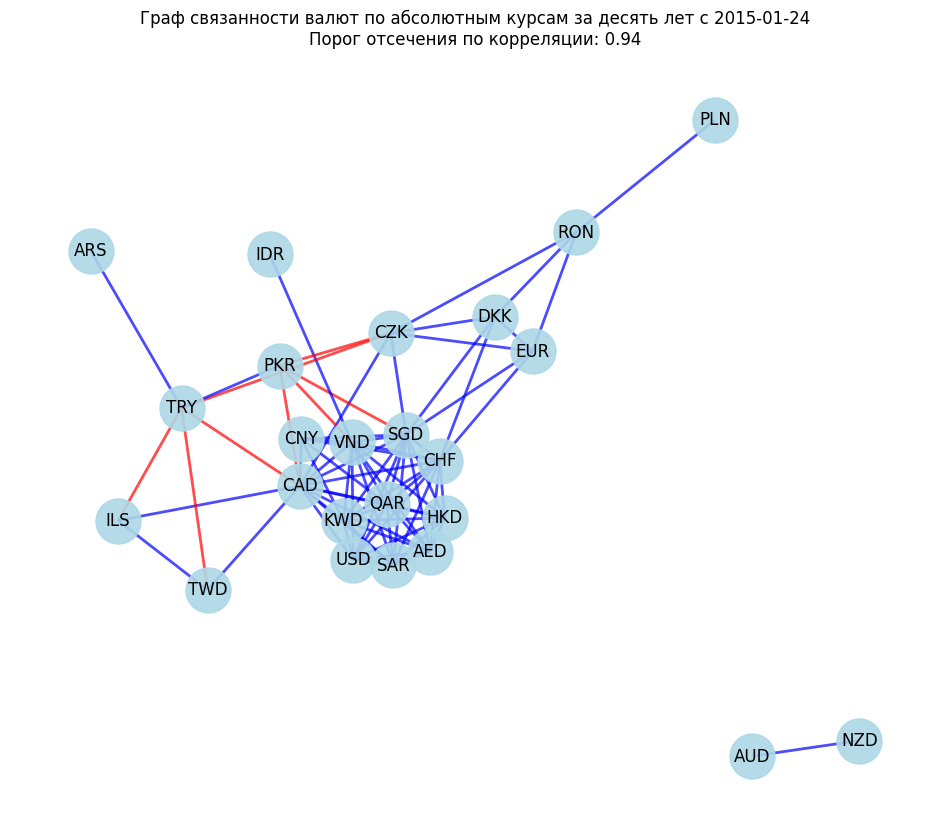 Граф связанности валют по абсолютным курсам за десять лет с 2015-01-24
Порог отсечения по корреляции: 0.94
PLN
RON
ARS
IDR
DKK
CZK
EUR
PKR
TRY
CNY
VND
SGD
CHF
CAD
QAR
ILS
KWD
HKD
USD
SAR
AED
TWD
NZD
AUD